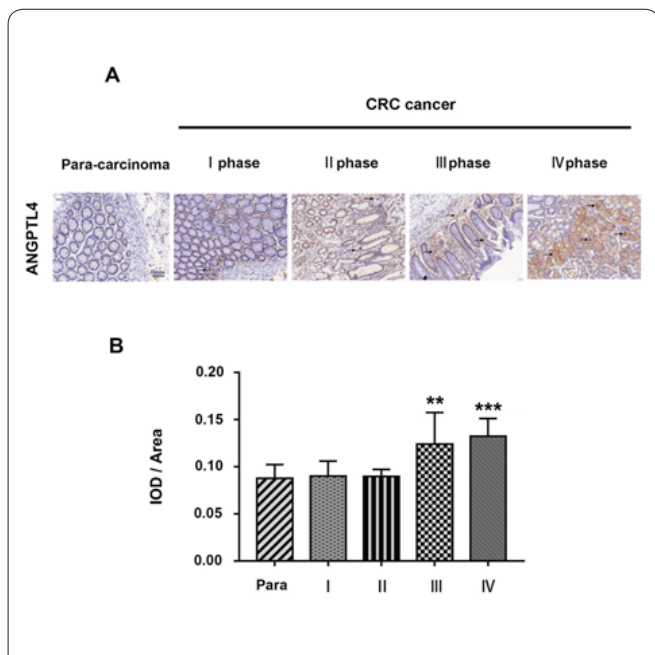 A
CRC cancer
Para-carcinoma Ⅰ phase Ⅱ phase Ⅲ phase Ⅳ phase
ANGPTL4
B
0.20
0.15
0.10
0.05
0.00
IOD / Area
** ***
Para Ⅰ Ⅱ Ⅲ Ⅳ